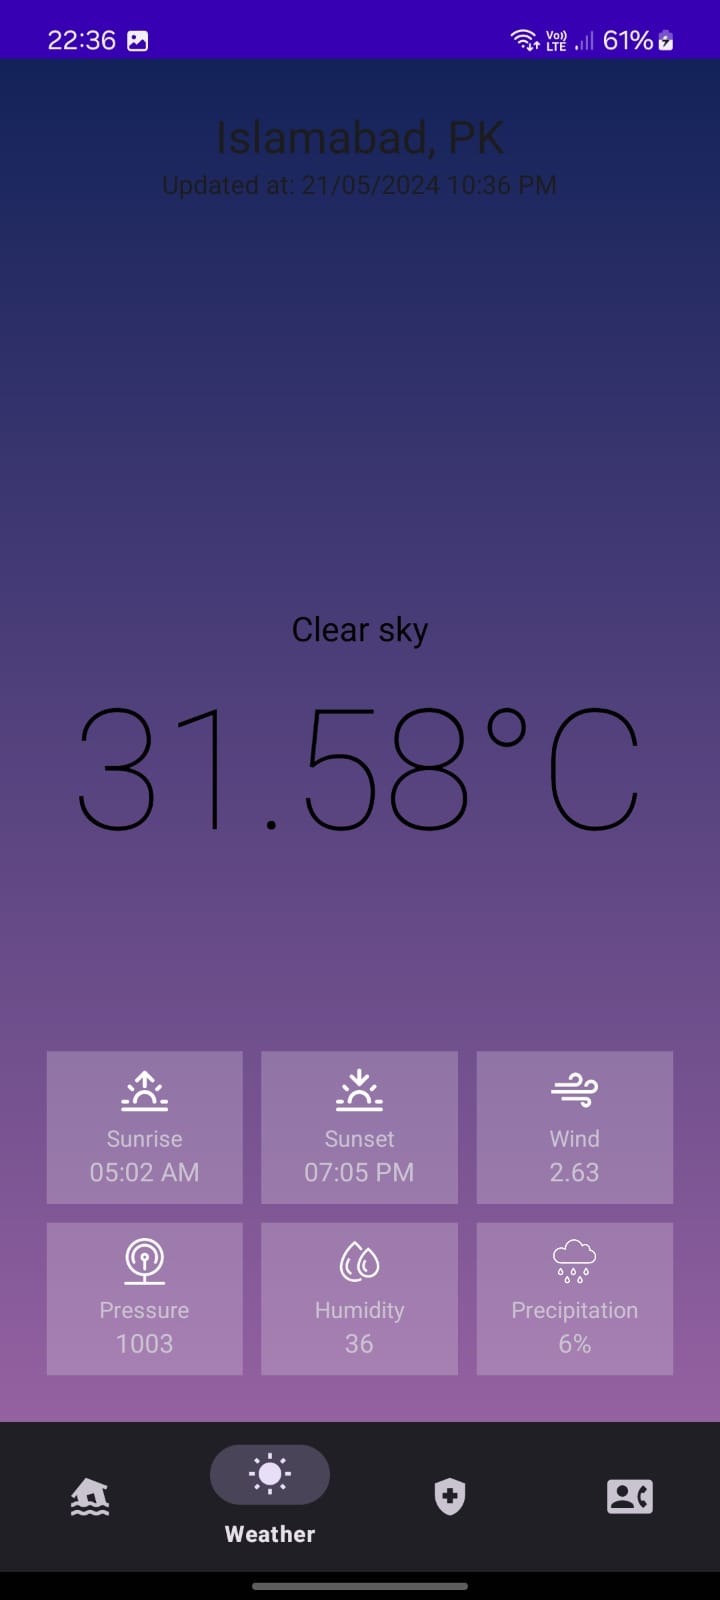 22:36 Vo)) LTE 61%
Islamabad, PK
Updated at: 21/05/2024 10:36 PM
Clear sky
31.58°C
Sunrise Sunset Wind
05:02 AM 07:05 PM 2.63
Pressure Humidity Precipitation
1003 36 6%
Weather